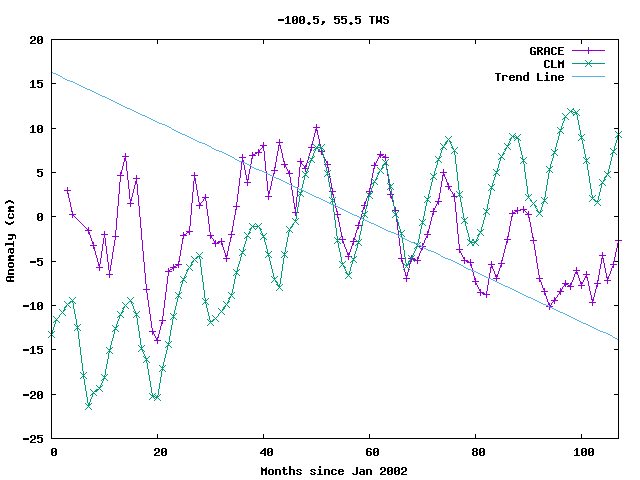 -100.5, 55.5 TWS
GRACE
CLM
Trend Line
20
15
10
5
0
-5
-10
-15
-20
-25
Anomaly (cm)
0 20 40 60 80 100
Months since Jan 2002